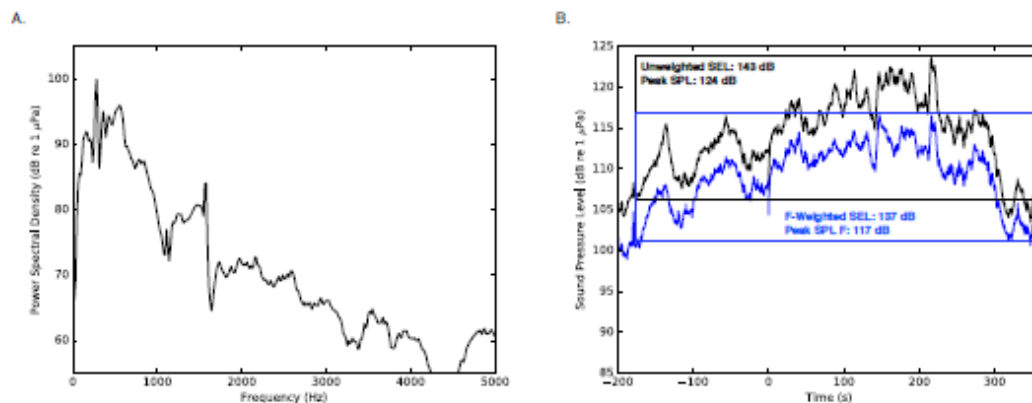 A.
B.
Power Spectral Density (dB re 1 μPa)
100
90
80
70
60
0
1000
2000
3000
4000
5000
Frequency (Hz)
Sound Pressure Level (dB re 1 μPa)
125
120
115
110
105
100
95
90
85
Unweighted SEL: 143 dB
Peak SPL: 124 dB
F-Weighted SEL: 137 dB
Peak SPL F: 117 dB
−200
−100
0
100
200
300
Time (s)